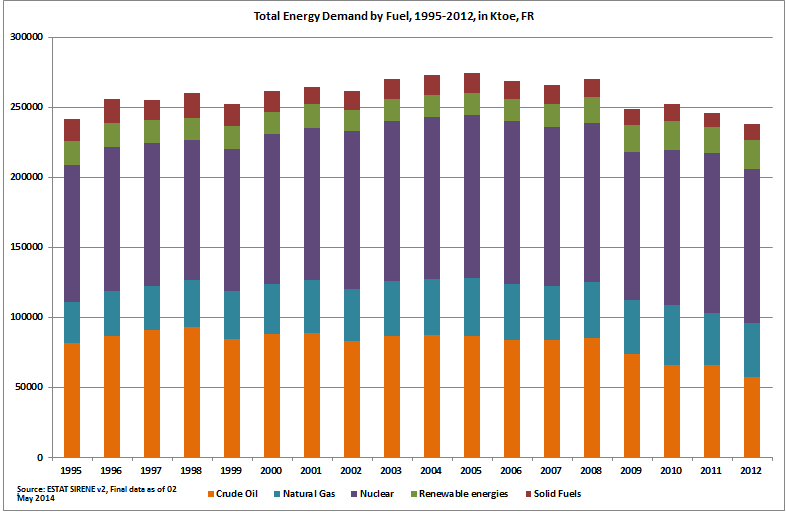 Total Energy Demand by Fuel, 1995-2012, in Ktoe, FR
300000
250000
200000
150000
100000
50000
0
1995 1996 1997 1998 1999 2000 2001 2002 2003 2004 2005 2006 2007 2008 2009 2010 2011 2012
Source: ESTAT SIRENE v2, Final data as of 02
May 2014
Crude Oil Natural Gas Nuclear Renewable energies Solid Fuels